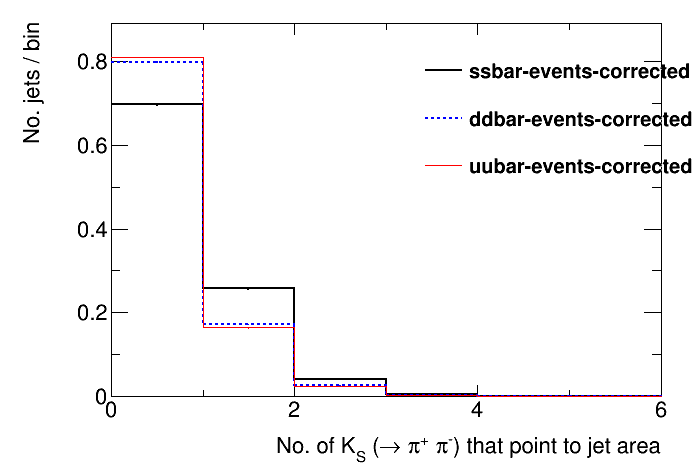 No. jets / bin
0.8
0.6
0.4
0.2
0
0 2 4 6
ssbar-events-corrected
ddbar-events-corrected
uubar-events-corrected
No. of K_S (→ π⁺ π⁻) that point to jet area